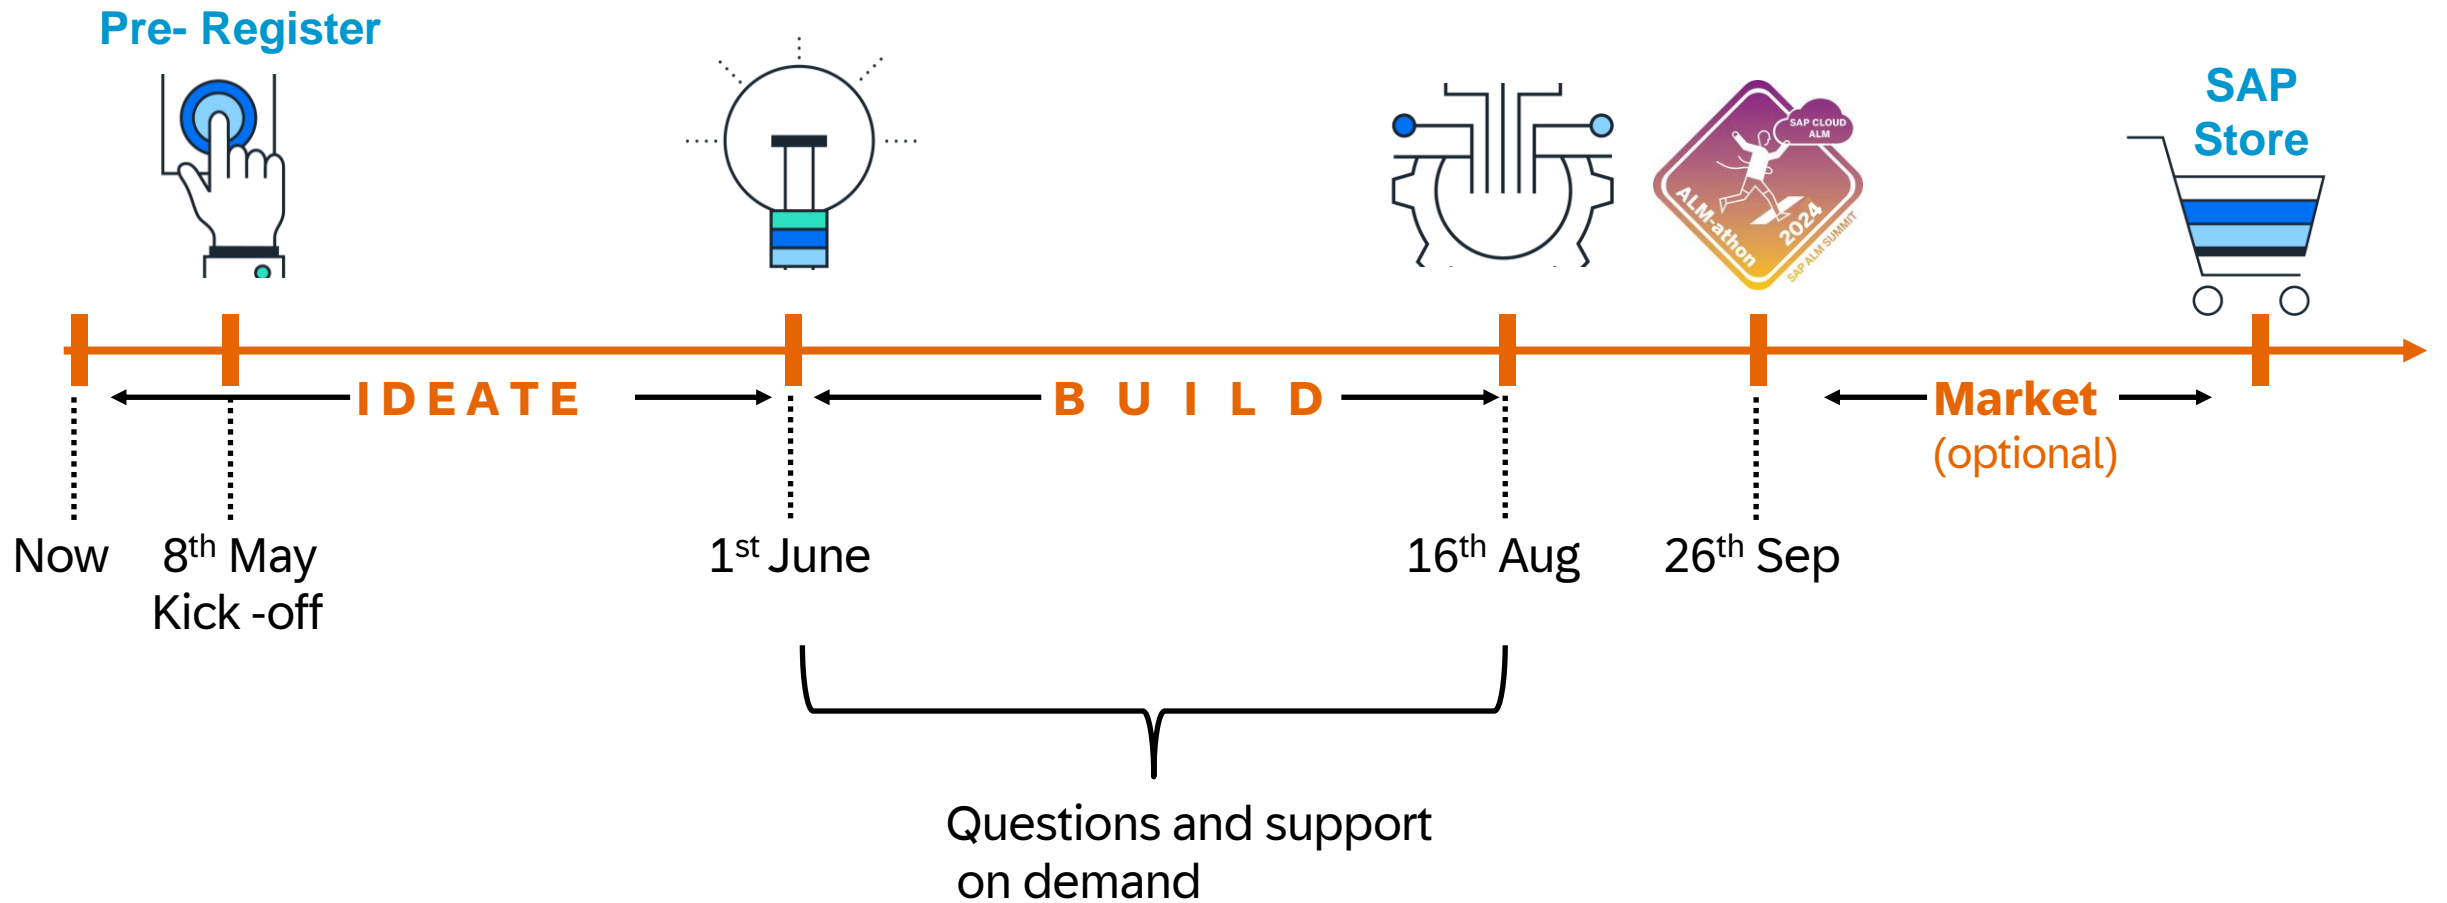 Pre- Register
SAP
Store
SAP CLOUD
ALM
ALM-athon
2024
SAP ALM SUMMIT
IDEATE
B U I L D
Market
(optional)
Now
8th May
Kick -off
1st June
16th Aug
26th Sep
Questions and support
on demand